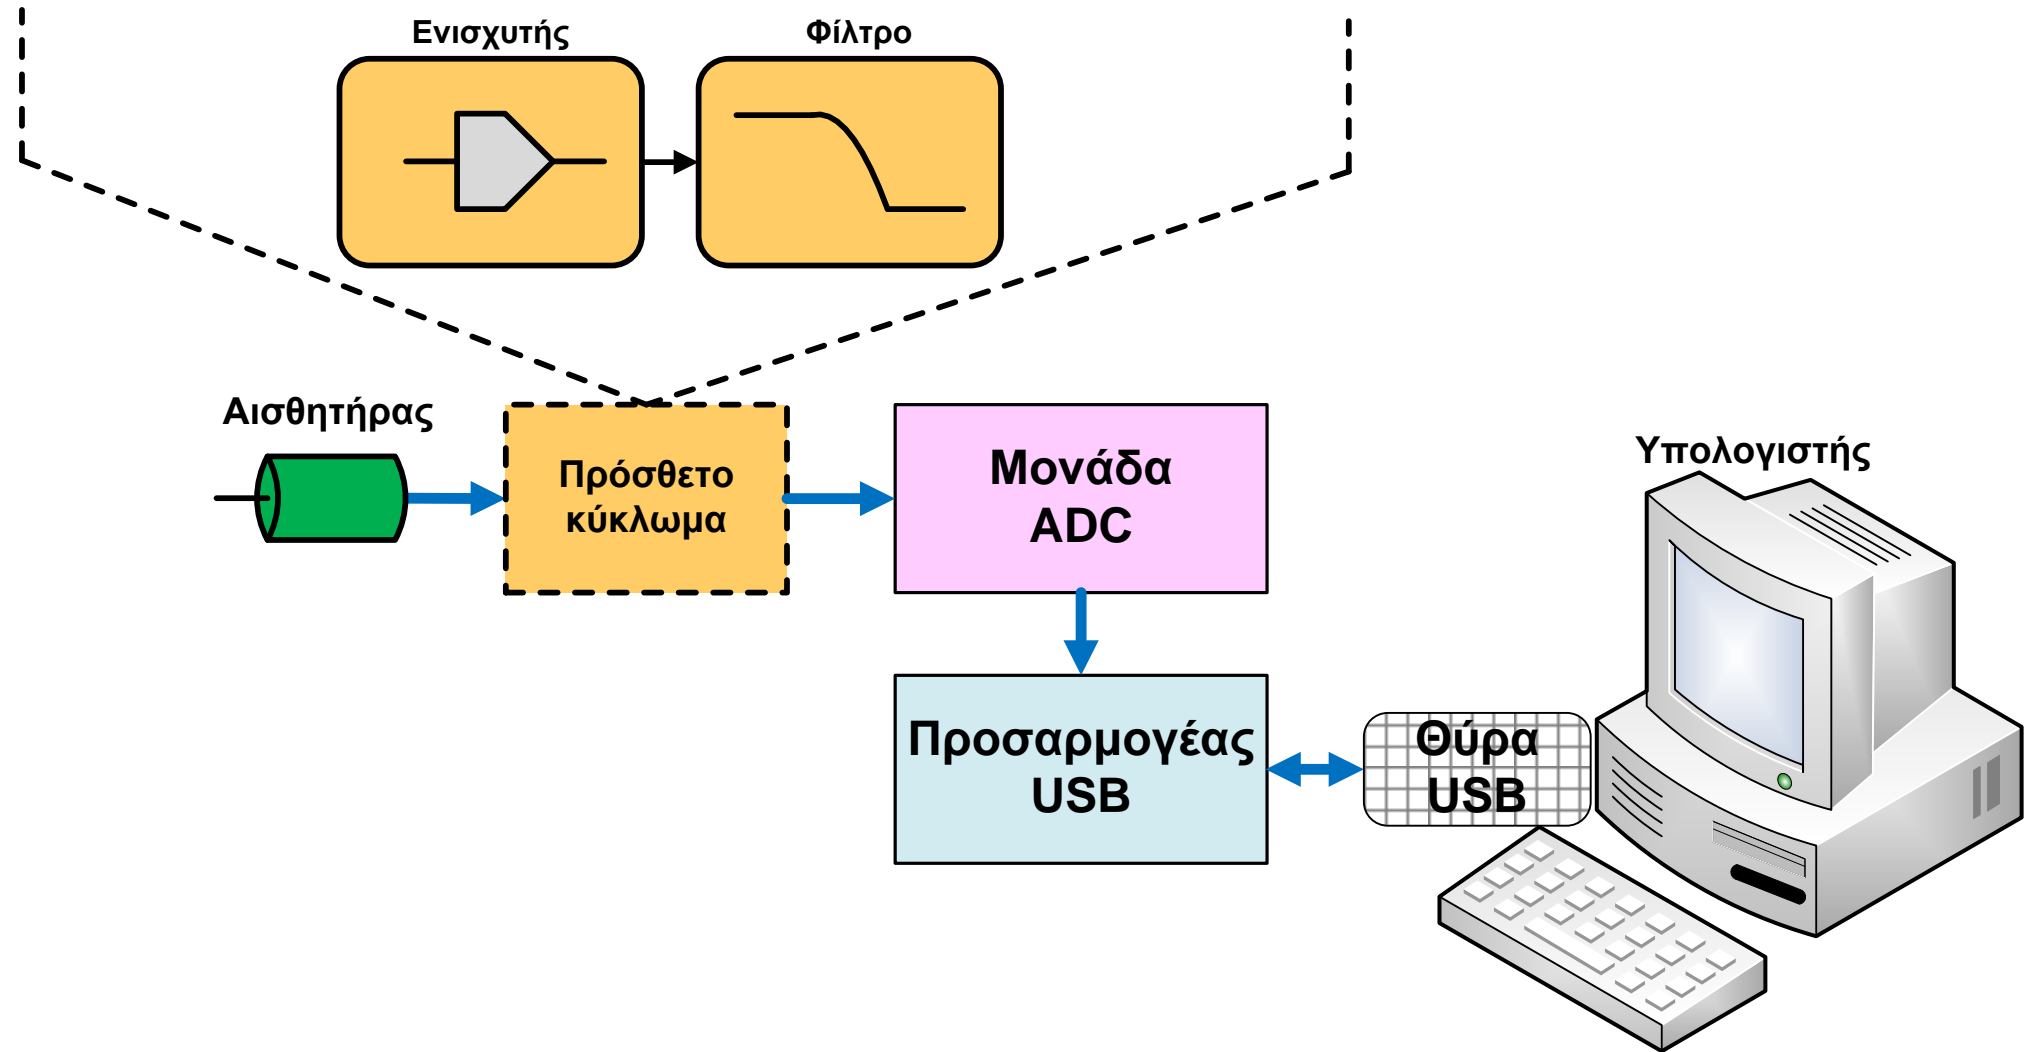 Ενισχυτής
Φίλτρο
Αισθητήρας
Πρόσθετο
κύκλωμα
Μονάδα
ADC
Υπολογιστής
Προσαρμογέας
USB
Θύρα
USB